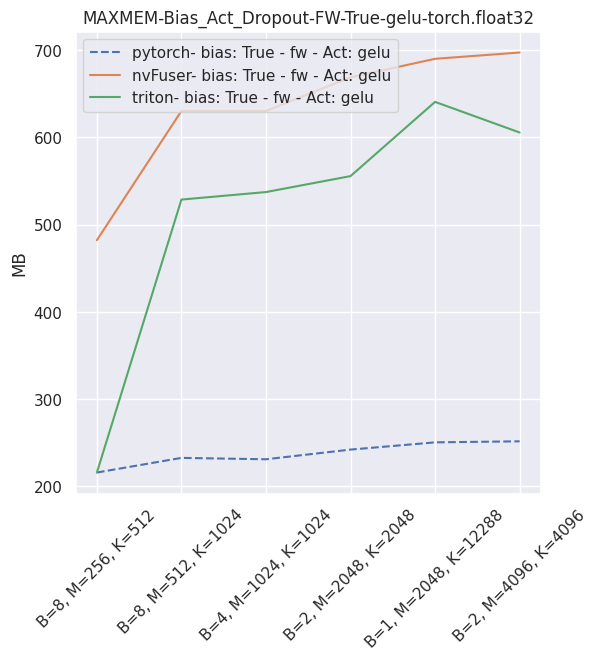 MAXMEM-Bias_Act_Dropout-FW-True-gelu-torch.float32
pytorch- bias: True - fw - Act: gelu
nvFuser- bias: True - fw - Act: gelu
triton- bias: True - fw - Act: gelu
MB
700
600
500
400
300
200
B=8, M=256, K=512
B=8, M=512, K=1024
B=4, M=1024, K=1024
B=2, M=2048, K=2048
B=1, M=2048, K=12288
B=2, M=4096, K=4096